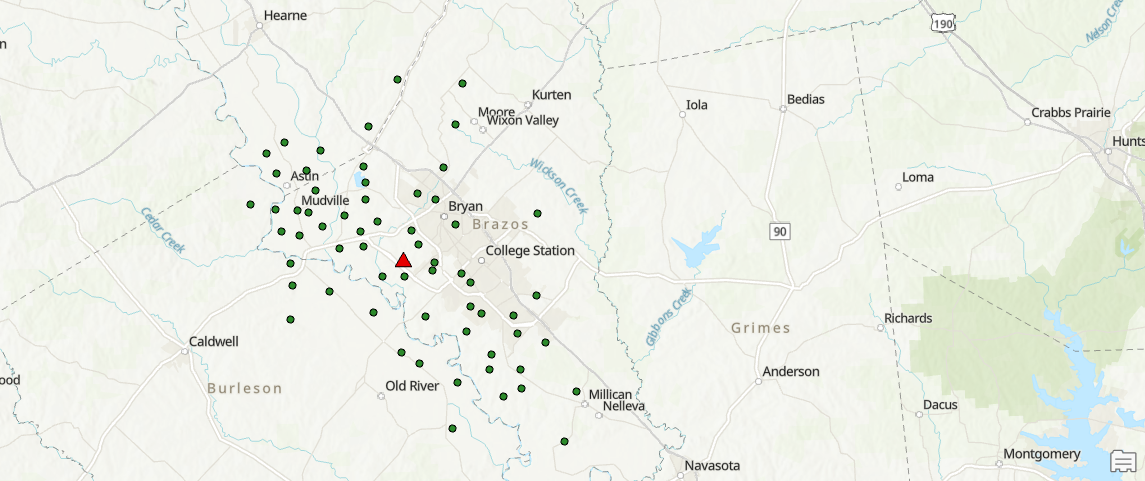 Hearne
190
Nelson Creek
n
Kurten
Moore
Wixon Valley
Iola
Bedias
Crabbs Prairie
Hunts
Wickson Creek
Astin
Mudville
Loma
Bryan
Brazos
Cedar Creek
90
College Station
Gibbons Creek
Grimes
Richards
Caldwell
Burleson
Old River
ood
Anderson
Millican
Nelleva
Dacus
Navasota
Montgomery